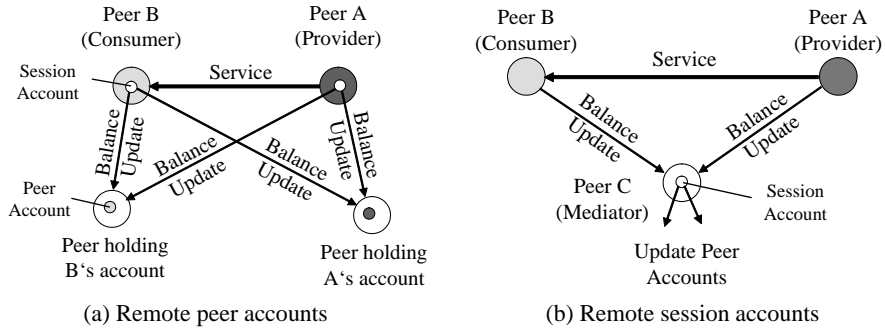 Peer B
(Consumer)
Peer A
(Provider)
Session
Account
Service
Balance
Update
Balance
Update
Balance
Update
Balance
Update
Peer
Account
Peer holding
B‘s account
Peer holding
A‘s account
(a) Remote peer accounts
Peer B
(Consumer)
Peer A
(Provider)
Service
Balance
Update
Balance
Update
Peer C
(Mediator)
Session
Account
Update Peer
Accounts
(b) Remote session accounts